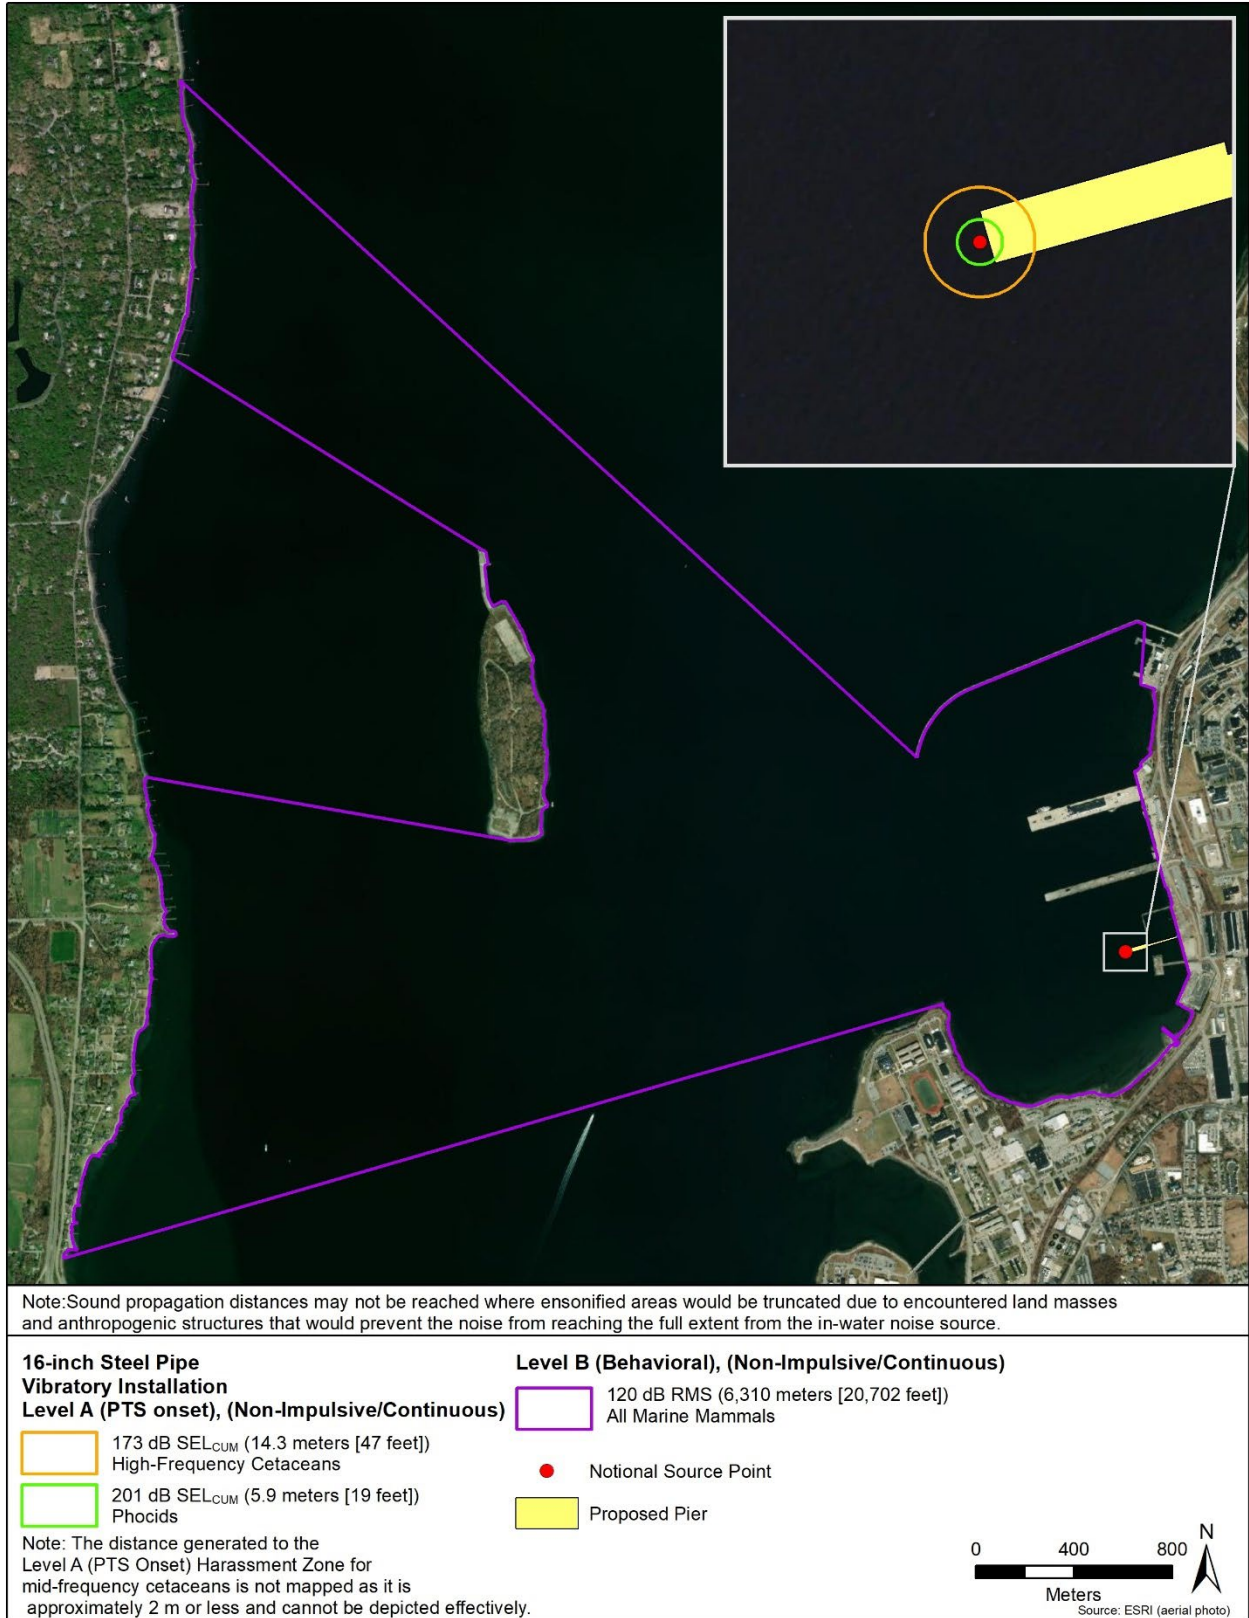 Note:Sound propagation distances may not be reached where ensonified areas would be truncated due to encountered land masses
and anthropogenic structures that would prevent the noise from reaching the full extent from the in-water noise source.
16-inch Steel Pipe
Vibratory Installation
Level A (PTS onset), (Non-Impulsive/Continuous)
173 dB SELCUM (14.3 meters [47 feet])
High-Frequency Cetaceans
201 dB SELCUM (5.9 meters [19 feet])
Phocids
Note: The distance generated to the
Level A (PTS Onset) Harassment Zone for
mid-frequency cetaceans is not mapped as it is
approximately 2 m or less and cannot be depicted effectively.
Level B (Behavioral), (Non-Impulsive/Continuous)
120 dB RMS (6,310 meters [20,702 feet])
All Marine Mammals
Notional Source Point
Proposed Pier
0 400 800
Meters
N
Source: ESRI (aerial photo)